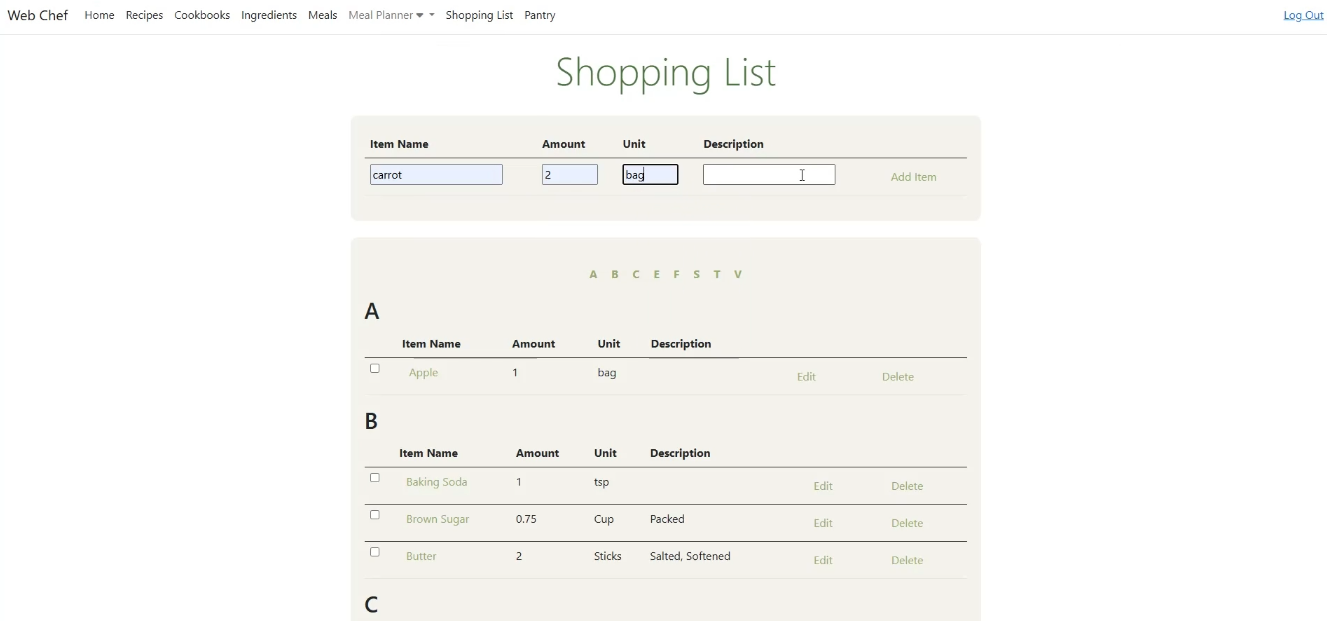 Web Chef Home Recipes Cookbooks Ingredients Meals Meal Planner Shopping List Pantry Log Out
Shopping List
Item Name Amount Unit Description
carrot 2 bag Add Item
A B C E F S T V
A
Item Name Amount Unit Description
Apple 1 bag Edit Delete
B
Item Name Amount Unit Description
Baking Soda 1 tsp Edit Delete
Brown Sugar 0.75 Cup Packed Edit Delete
Butter 2 Sticks Salted, Softened Edit Delete
C